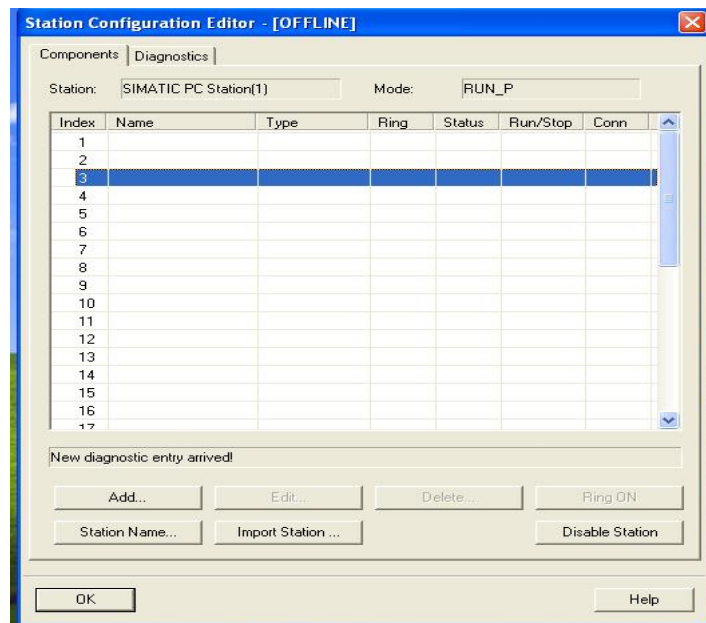 Station Configuration Editor - [OFFLINE]
Components Diagnostics
Station: SIMATIC PC Station(1) Mode: RUN_P
Index Name Type Ring Status Run/Stop Conn
1
2
3
4
5
6
7
8
9
10
11
12
13
14
15
16
17
New diagnostic entry arrived!
Add... Edit... Delete... Ring ON
Station Name... Import Station ... Disable Station
OK Help